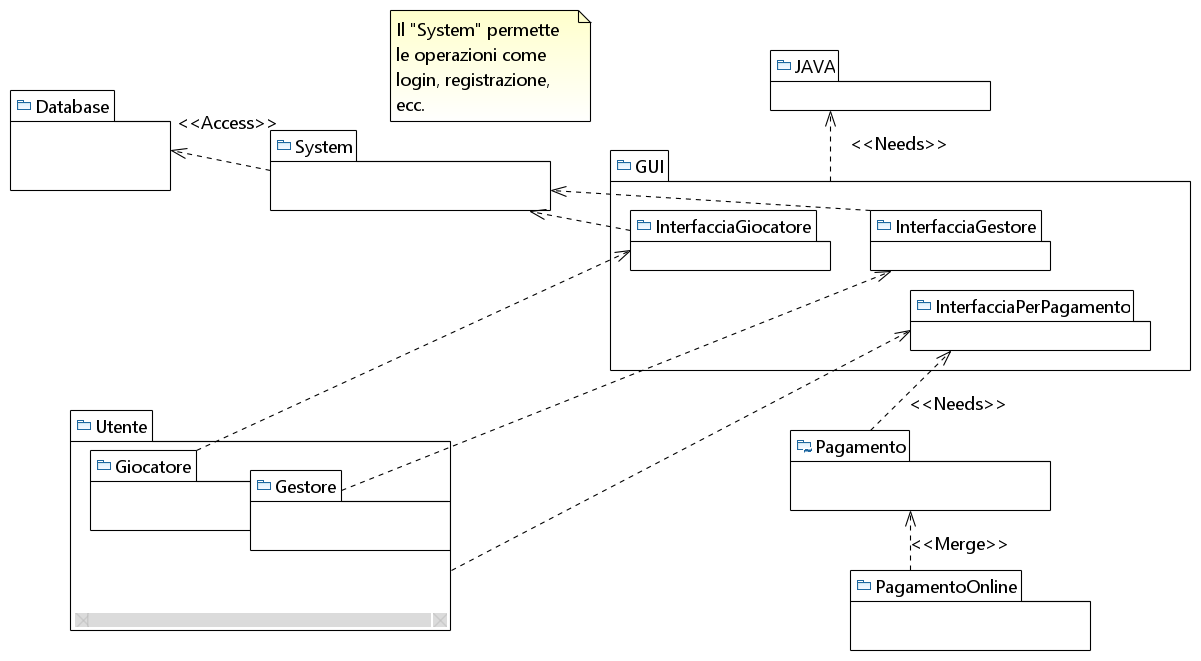 Il "System" permette
le operazioni come
login, registrazione,
ecc.
JAVA
Database
<<Access>>
System
<<Needs>>
GUI
InterfacciaGiocatore
InterfacciaGestore
InterfacciaPerPagamento
<<Needs>>
Utente
Giocatore
Gestore
Pagamento
<<Merge>>
PagamentoOnline